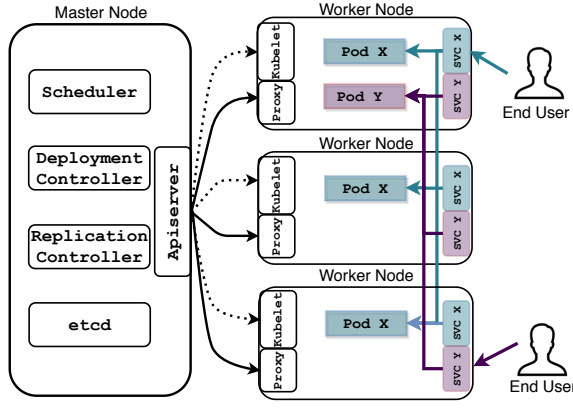 Master Node
Scheduler
Deployment
Controller
Replication
Controller
etcd
Apiserver
Worker Node
Kubelet
Proxy
Pod X
Pod Y
SVC X
SVC Y
End User
Worker Node
Kubelet
Proxy
Pod X
SVC X
SVC Y
Worker Node
Kubelet
Proxy
Pod X
SVC X
SVC Y
End User